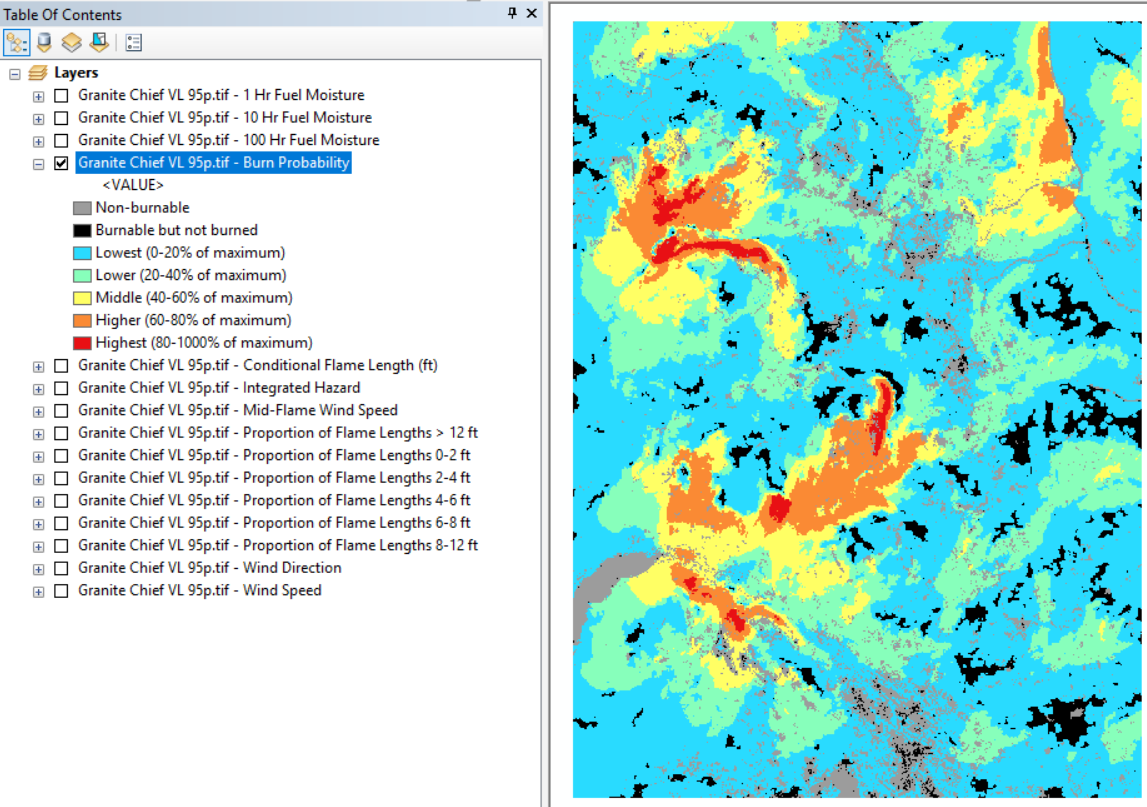 Table Of Contents
Layers
Granite Chief VL 95p.tif - 1 Hr Fuel Moisture
Granite Chief VL 95p.tif - 10 Hr Fuel Moisture
Granite Chief VL 95p.tif - 100 Hr Fuel Moisture
Granite Chief VL 95p.tif - Burn Probability
<VALUE>
Non-burnable
Burnable but not burned
Lowest (0-20% of maximum)
Lower (20-40% of maximum)
Middle (40-60% of maximum)
Higher (60-80% of maximum)
Highest (80-1000% of maximum)
Granite Chief VL 95p.tif - Conditional Flame Length (ft)
Granite Chief VL 95p.tif - Integrated Hazard
Granite Chief VL 95p.tif - Mid-Flame Wind Speed
Granite Chief VL 95p.tif - Proportion of Flame Lengths > 12 ft
Granite Chief VL 95p.tif - Proportion of Flame Lengths 0-2 ft
Granite Chief VL 95p.tif - Proportion of Flame Lengths 2-4 ft
Granite Chief VL 95p.tif - Proportion of Flame Lengths 4-6 ft
Granite Chief VL 95p.tif - Proportion of Flame Lengths 6-8 ft
Granite Chief VL 95p.tif - Proportion of Flame Lengths 8-12 ft
Granite Chief VL 95p.tif - Wind Direction
Granite Chief VL 95p.tif - Wind Speed